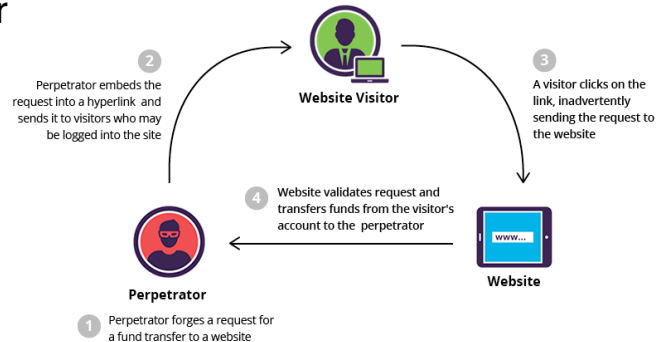 r
2
Perpetrator embeds the
request into a hyperlink and
sends it to visitors who may
be logged into the site
Website Visitor
3
A visitor clicks on the
link, inadvertently
sending the request to
the website
4
Website validates request and
transfers funds from the visitor's
account to the perpetrator
www...
Website
Perpetrator
1
Perpetrator forges a request for
a fund transfer to a website